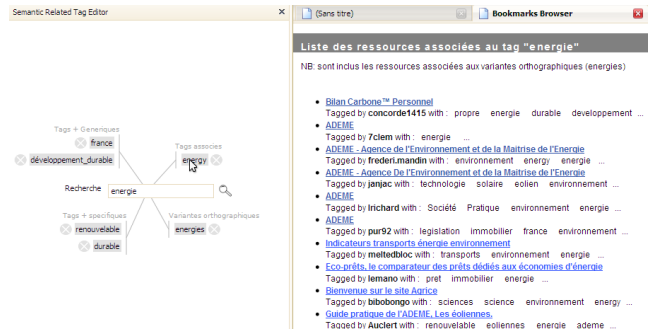 Semantic Related Tag Editor
Tags + Generiques
france
développement_durable
Tags associes
energy
Recherche
energie
Tags + specifiques
renouvelable
durable
Variantes orthographiques
energies
(Sans titre)
Bookmarks Browser
Liste des ressources associées au tag "energie"
NB: sont inclus les ressources associées aux variantes orthographiques (energies)
Bilan Carbone™ Personnel
Tagged by concorde1415 with : propre energie durable developpement ...
ADEME
Tagged by 7clem with : energie ...
ADEME - Agence de l'Environnement et de la Maitrise de l'Energie
Tagged by frederi.mandin with : environnement energy energie ...
ADEME - Agence De l'Environnement et de la Maitrise de l'Energie
Tagged by janjac with : technologie solaire eolien environnement ...
ADEME
Tagged by lrichard with : Société Pratique environnement energie ...
ADEME
Tagged by pur92 with : legislation immobilier france environnement ...
Indicateurs transports énergie environnement
Tagged by meltedbloc with : transports environnement energie ...
Eco-prêts, le comparateur des prêts dédiés aux économies d'énergie
Tagged by lemano with : pret immobilier energie ...
Bienvenue sur le site Agrice
Tagged by bibobongo with : sciences science environnement energy ...
Guide pratique de l'ADEME, Les éoliennes,
Tagged by Auclert with : renouvelable eoliennes energie ademe ...